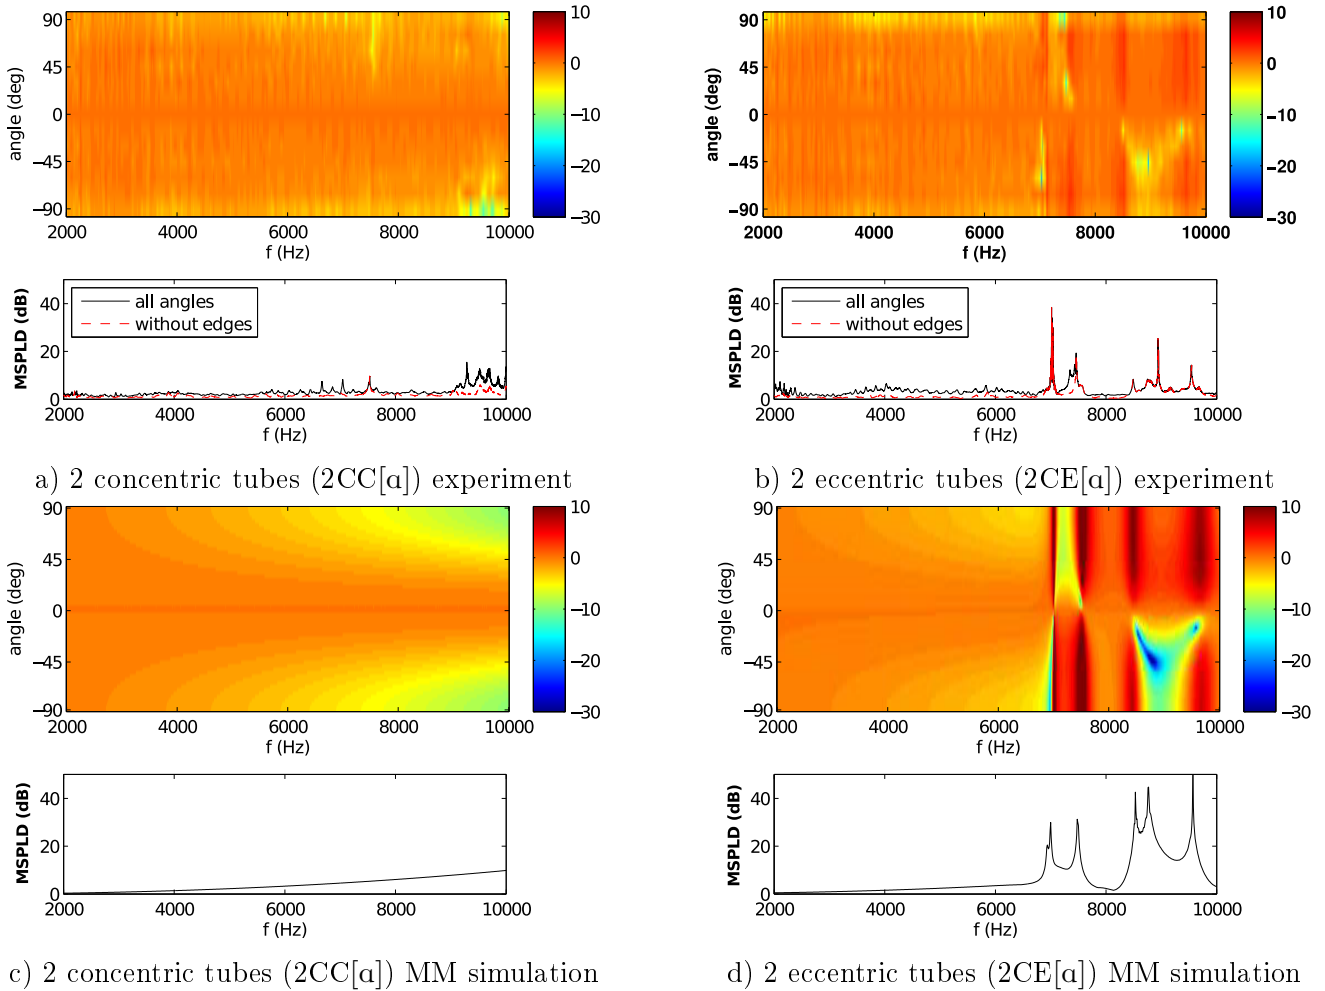 90
45
0
−45
−90
angle (deg)
2000 4000 6000 8000 10000
f (Hz)
10
0
−10
−20
−30
90
45
0
−45
−90
angle (deg)
2000 4000 6000 8000 10000
f (Hz)
10
0
−10
−20
−30
40
20
0
MSPLD (dB)
all angles
without edges
2000 4000 6000 8000 10000
f (Hz)
40
20
0
MSPLD (dB)
all angles
without edges
2000 4000 6000 8000 10000
f (Hz)
a) 2 concentric tubes (2CC[ɑ]) experiment
b) 2 eccentric tubes (2CE[ɑ]) experiment
90
45
0
−45
−90
angle (deg)
2000 4000 6000 8000 10000
f (Hz)
10
0
−10
−20
−30
90
45
0
−45
−90
angle (deg)
2000 4000 6000 8000 10000
f (Hz)
10
0
−10
−20
−30
40
20
0
MSPLD (dB)
2000 4000 6000 8000 10000
f (Hz)
40
20
0
MSPLD (dB)
2000 4000 6000 8000 10000
f (Hz)
c) 2 concentric tubes (2CC[ɑ]) MM simulation
d) 2 eccentric tubes (2CE[ɑ]) MM simulation